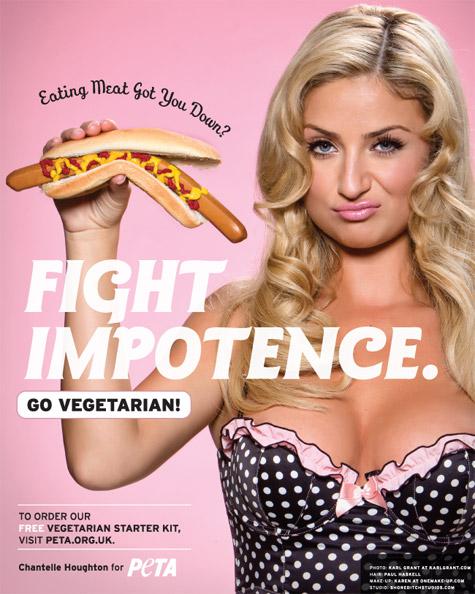 Eating Meat Got You Down?
FIGHT
IMPOTENCE.
GO VEGETARIAN!
TO ORDER OUR
FREE VEGETARIAN STARTER KIT,
VISIT PETA.ORG.UK.
Chantelle Houghton for PETA
PHOTO: KARL GRANT AT KARLGRANT.COM
HAIR: PAUL HASKELL
MAKE-UP: KAREN AT ONEMAKE-UP.COM
STUDIO: SHOREDITCHSTUDIOS.COM